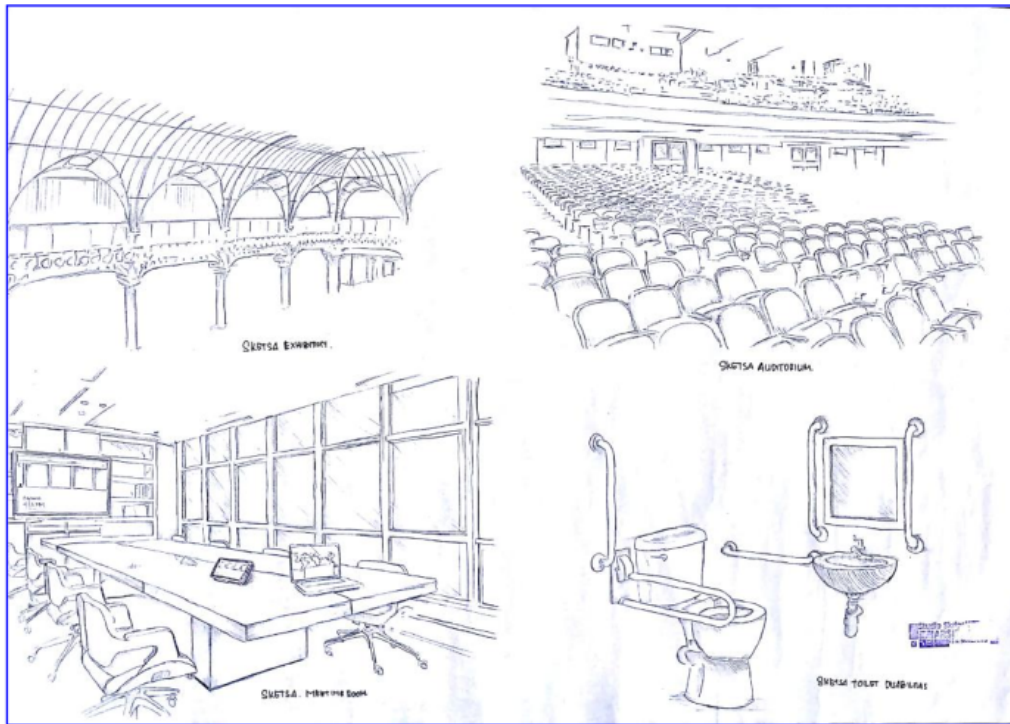 SKETSA EXHIBITION.
SKETSA AUDITORIUM.
SKETSA. MEETING ROOM
SKETSA TOILET DISABILITAS